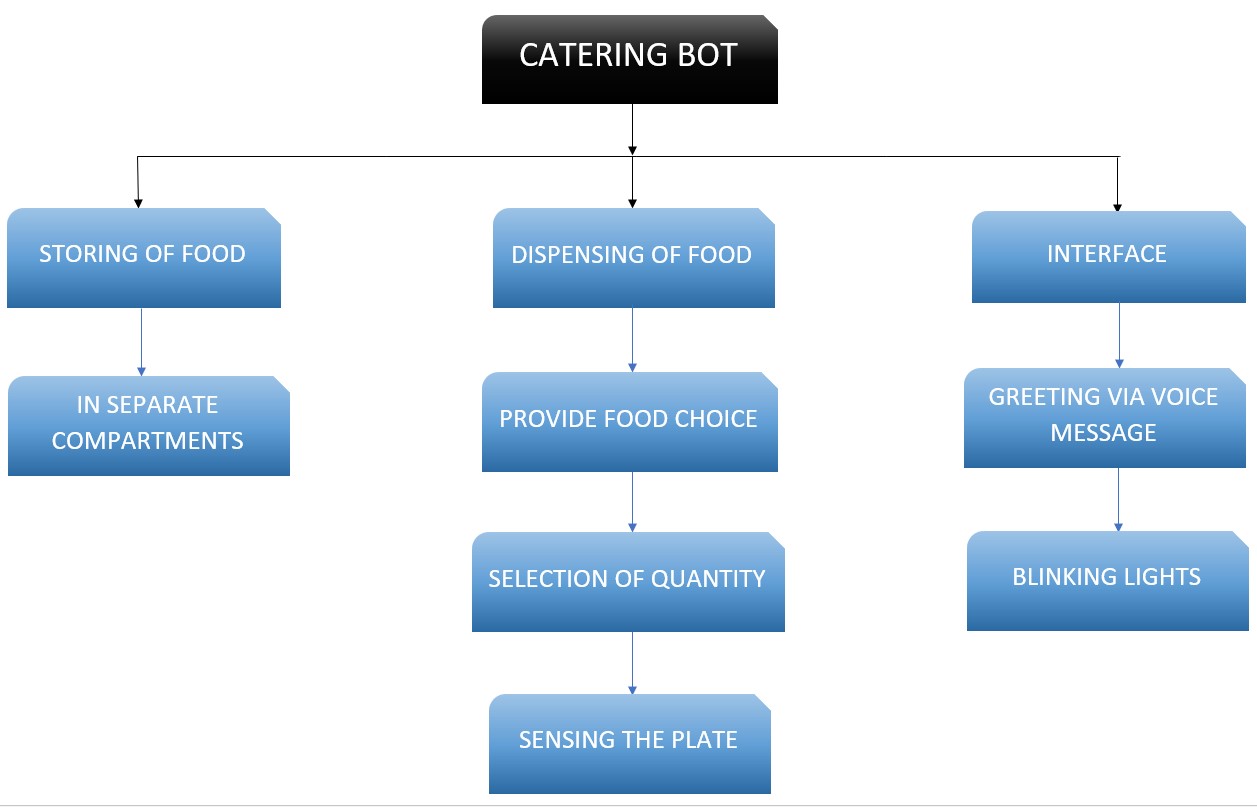 CATERING BOT
STORING OF FOOD
DISPENSING OF FOOD
INTERFACE
IN SEPARATE
COMPARTMENTS
PROVIDE FOOD CHOICE
GREETING VIA VOICE
MESSAGE
SELECTION OF QUANTITY
BLINKING LIGHTS
SENSING THE PLATE